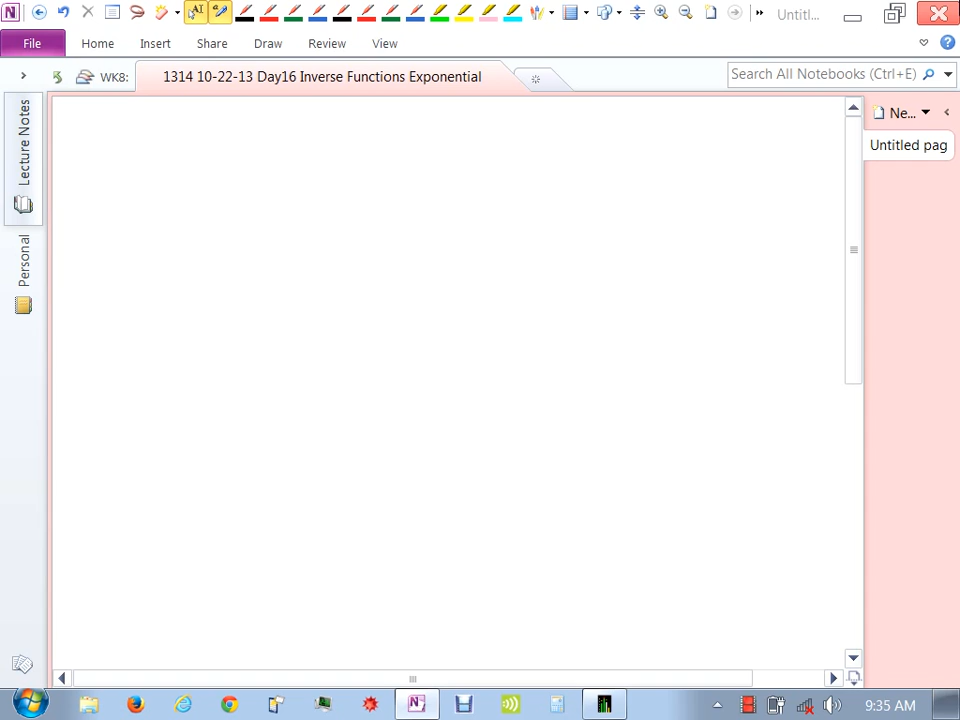 Untitl...
File
Home
Insert
Share
Draw
Review
View
WK8:
1314 10-22-13 Day16 Inverse Functions Exponential
Search All Notebooks (Ctrl+E)
Lecture Notes
Personal
Ne...
Untitled pag
9:35 AM